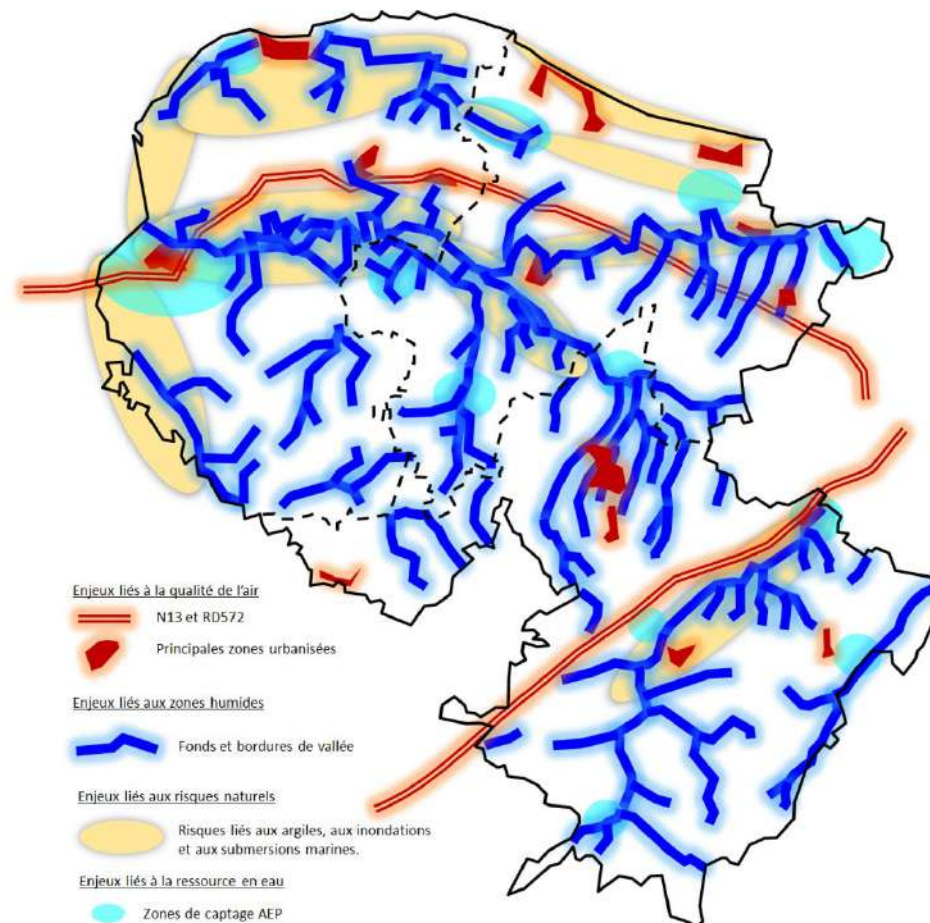 Enjeux liés à la qualité de l'air
N13 et RD572
Principales zones urbanisées
Enjeux liés aux zones humides
Fonds et bordures de vallée
Enjeux liés aux risques naturels
Risques liés aux argiles, aux inondations
et aux submersions marines.
Enjeux liés à la ressource en eau
Zones de captage AEP